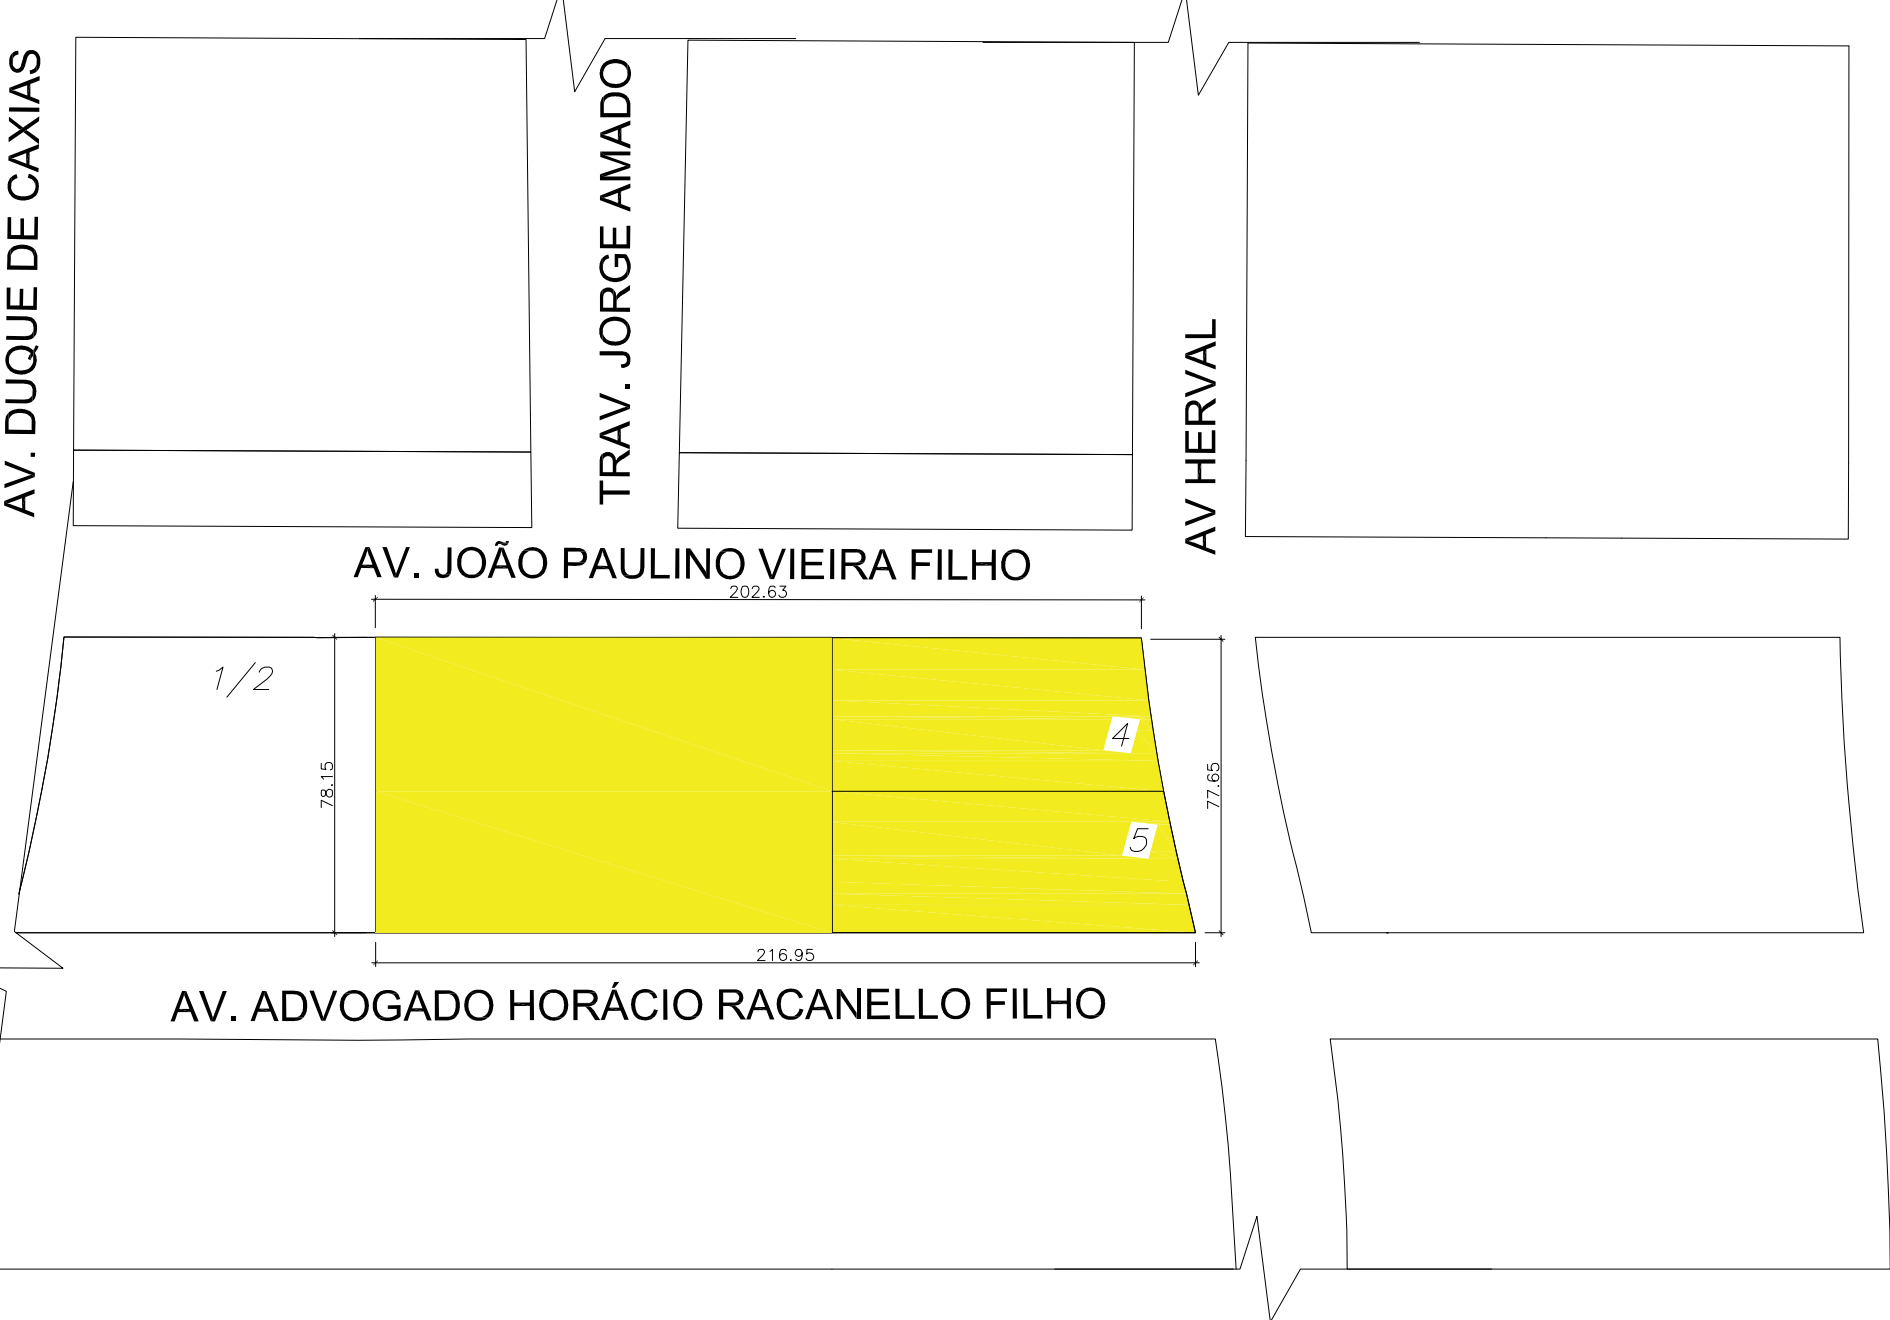 AV. DUQUE DE CAXIAS
TRAV. JORGE AMADO
AV HERVAL
AV. JOÃO PAULINO VIEIRA FILHO
202.63
1/2
78.15
4
77.65
5
216.95
AV. ADVOGADO HORÁCIO RACANELLO FILHO